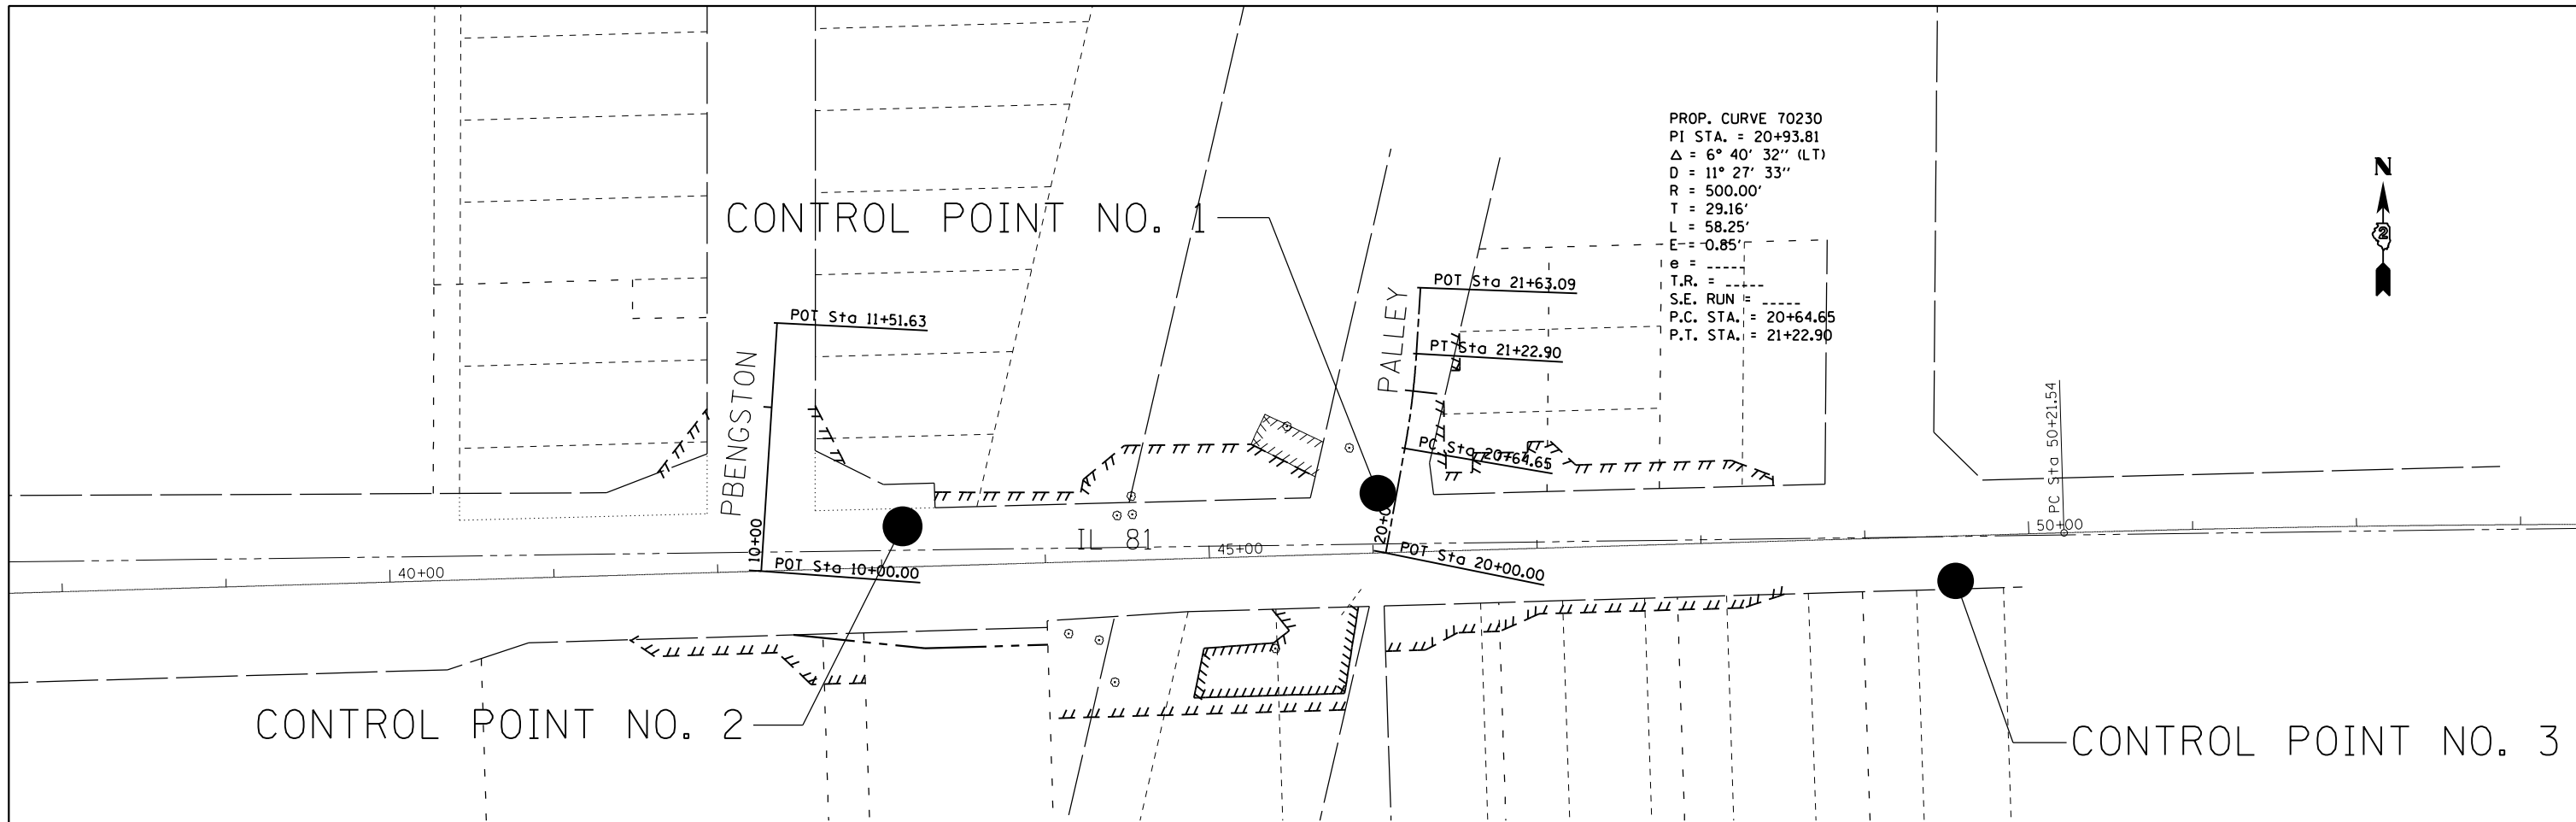 PROP. CURVE 70230
PI STA. = 20+93.81
Δ = 6° 40' 32'' (LT)
D = 11° 27' 33''
R = 500.00'
T = 29.16'
L = 58.25'
E = 0.85'
e = _____
T.R. = _____
S.E. RUN = _____
P.C. STA. = 20+64.65
P.T. STA. = 21+22.90
N
2
CONTROL POINT NO. 1
POT Sta 21+63.09
POT Sta 11+51.63
PT Sta 21+22.90
PALLEY
PBENGSTON
PC Sta 20+64.65
PC Sta 50+21.54
50+00
10+00
IL 81
45+00
POT Sta 20+00.00
40+00
POT Sta 10+00.00
CONTROL POINT NO. 2
CONTROL POINT NO. 3